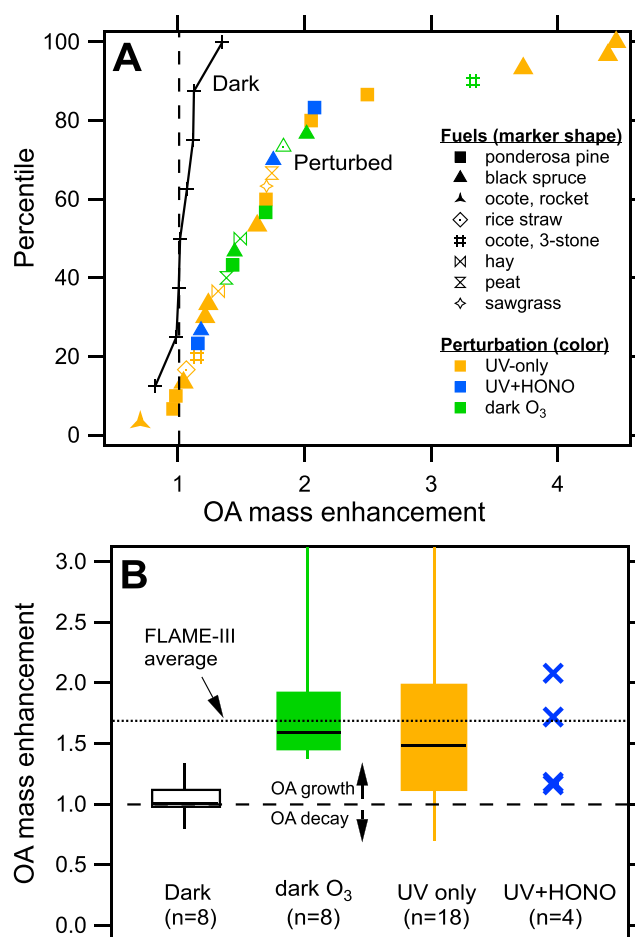 A
Dark
Perturbed
Percentile
100
80
60
40
20
0
Fuels (marker shape)
ponderosa pine
black spruce
ocote, rocket
rice straw
ocote, 3-stone
hay
peat
sawgrass
Perturbation (color)
UV-only
UV+HONO
dark O₃
1 2 3 4
OA mass enhancement
B
OA mass enhancement
3.0
2.5
2.0
1.5
1.0
0.5
0.0
FLAME-III
average
OA growth
OA decay
Dark
(n=8)
dark O₃
(n=8)
UV only
(n=18)
UV+HONO
(n=4)